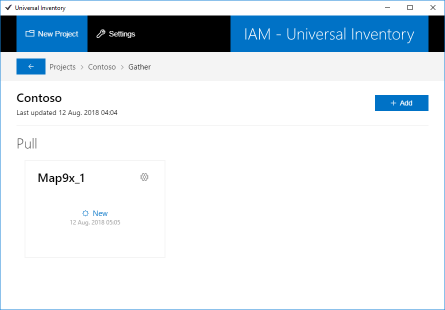 Universal Inventory
New Project
Settings
IAM - Universal Inventory
Projects > Contoso > Gather
Contoso
Last updated 12 Aug. 2018 04:04
+ Add
Pull
Map9x_1
New
12 Aug. 2018 05:05